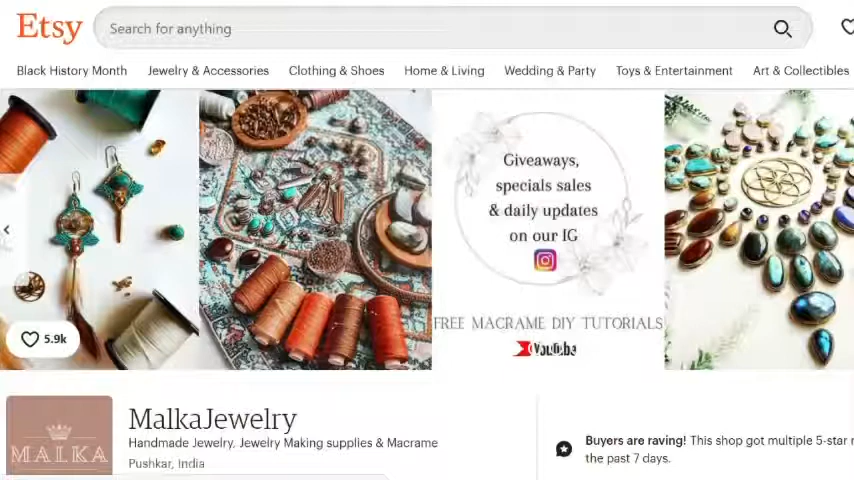 Etsy
Search for anything
Black History Month
Jewelry & Accessories
Clothing & Shoes
Home & Living
Wedding & Party
Toys & Entertainment
Art & Collectibles
Giveaways,
specials sales
& daily updates
on our IG
FREE MACRAME DIY TUTORIALS
5.9k
MALKA
MalkaJewelry
Handmade Jewelry, Jewelry Making supplies & Macrame
Pushkar, India
Buyers are raving! This shop got multiple 5-star
the past 7 days.